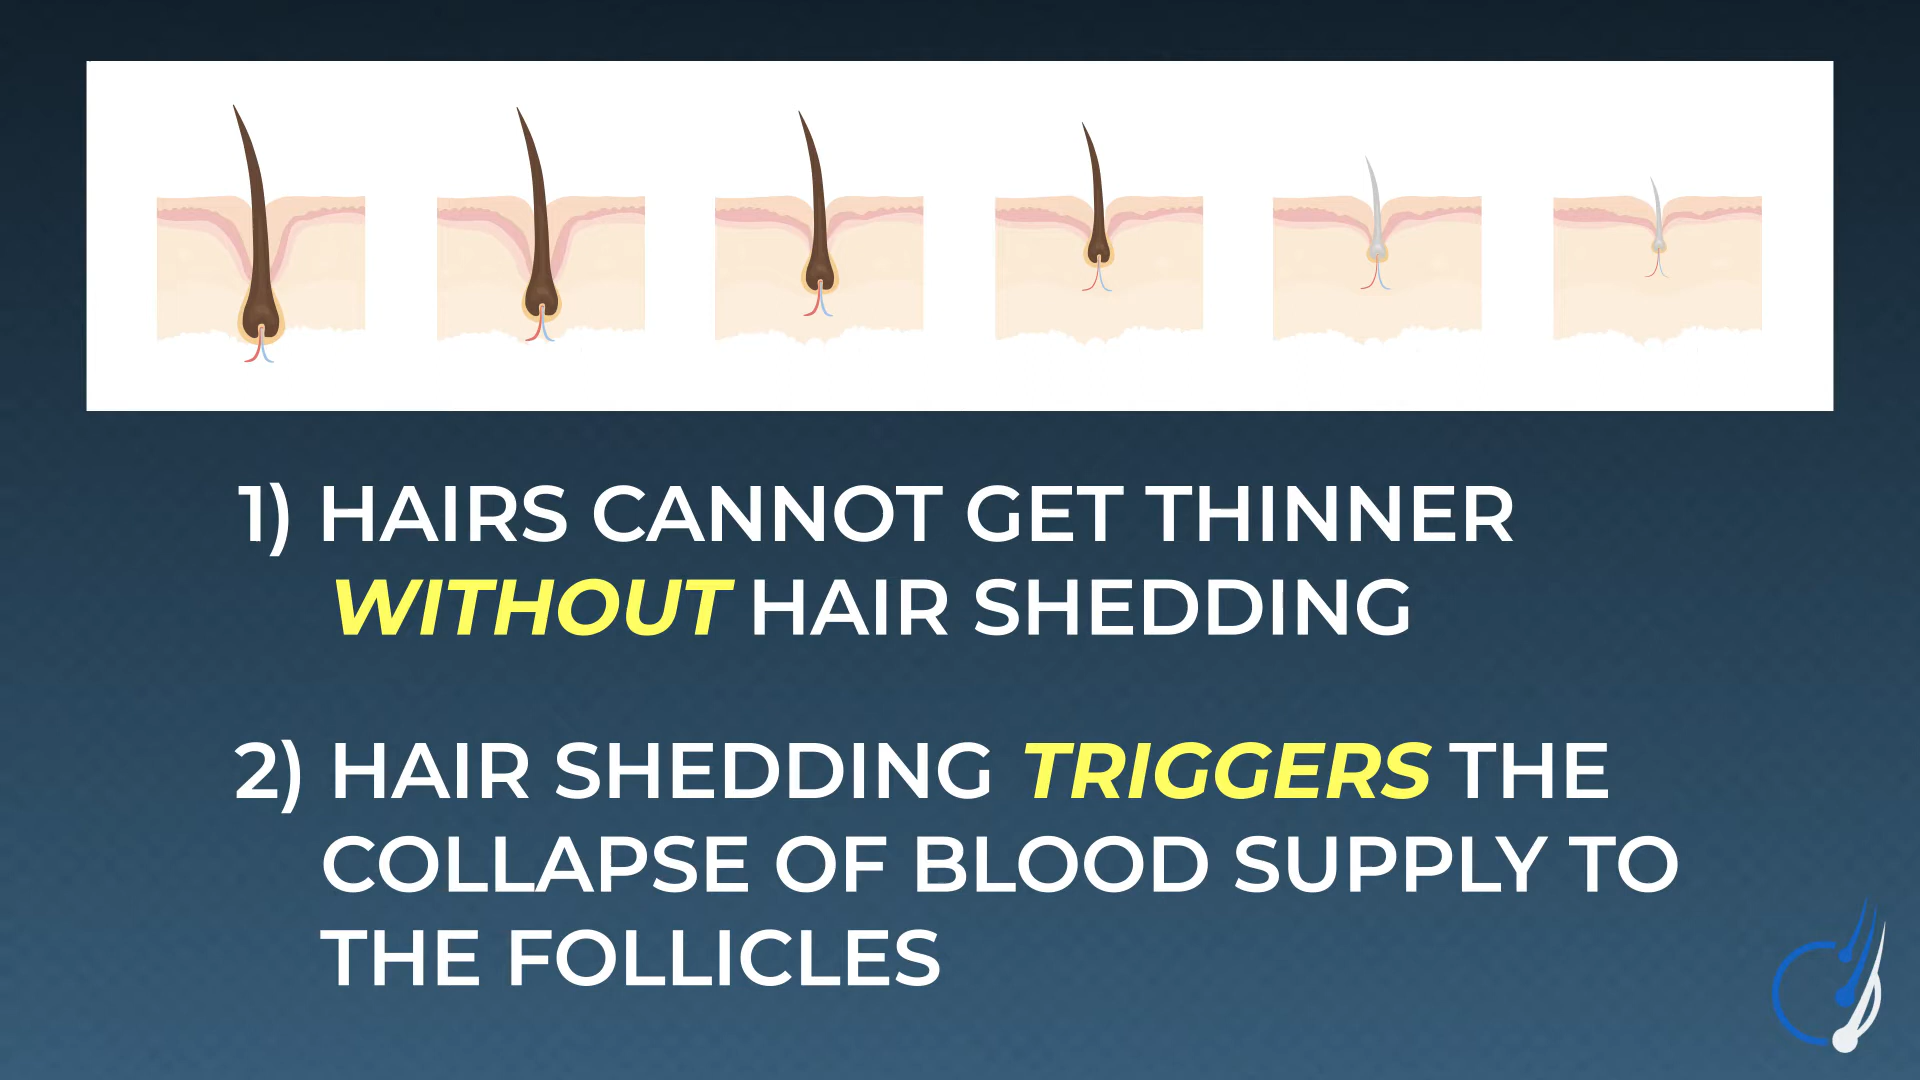 1) HAIRS CANNOT GET THINNER
WITHOUT HAIR SHEDDING
2) HAIR SHEDDING TRIGGERS THE
COLLAPSE OF BLOOD SUPPLY TO
THE FOLLICLES